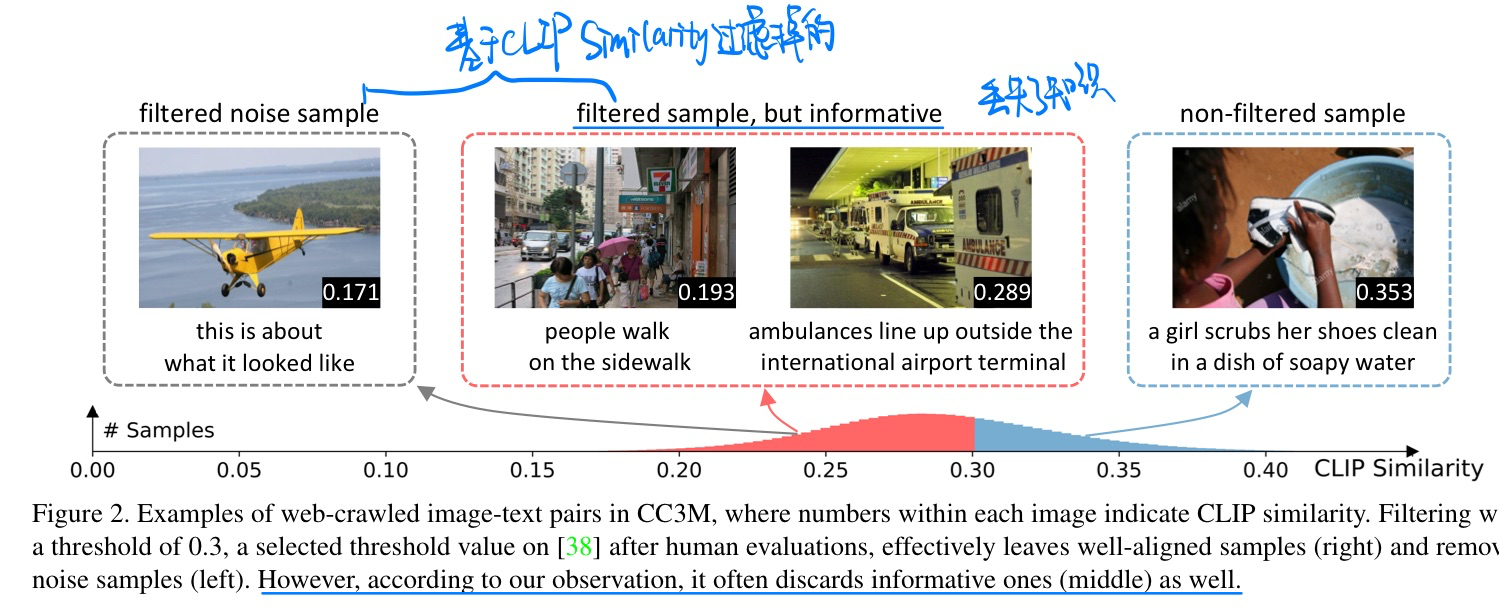 基于CLIP Similarity过滤掉的
丢失了知识
filtered noise sample
filtered sample, but informative
non-filtered sample
7
ELEVEN
watsons
AMBULANCE
AMBULANCE
alamy
alamy
0.171
0.193
0.289
0.353
this is about
what it looked like
people walk
on the sidewalk
ambulances line up outside the
international airport terminal
a girl scrubs her shoes clean
in a dish of soapy water
# Samples
0.00 0.05 0.10 0.15 0.20 0.25 0.30 0.35 0.40 CLIP Similarity
Figure 2. Examples of web-crawled image-text pairs in CC3M, where numbers within each image indicate CLIP similarity. Filtering w
a threshold of 0.3, a selected threshold value on [38] after human evaluations, effectively leaves well-aligned samples (right) and remov
noise samples (left). However, according to our observation, it often discards informative ones (middle) as well.